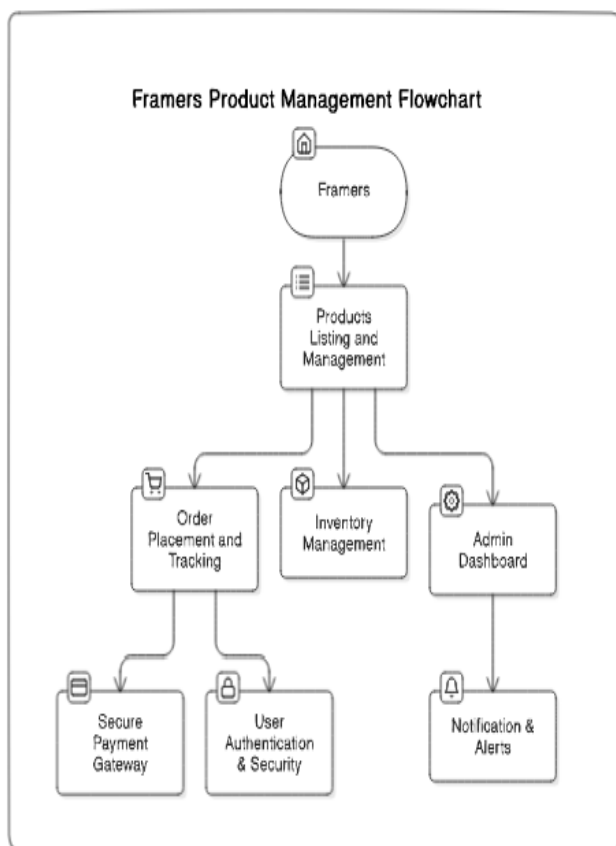 Framers Product Management Flowchart
Framers
Products
Listing and
Management
Order
Placement and
Tracking
Inventory
Management
Admin
Dashboard
Secure
Payment
Gateway
User
Authentication
& Security
Notification &
Alerts